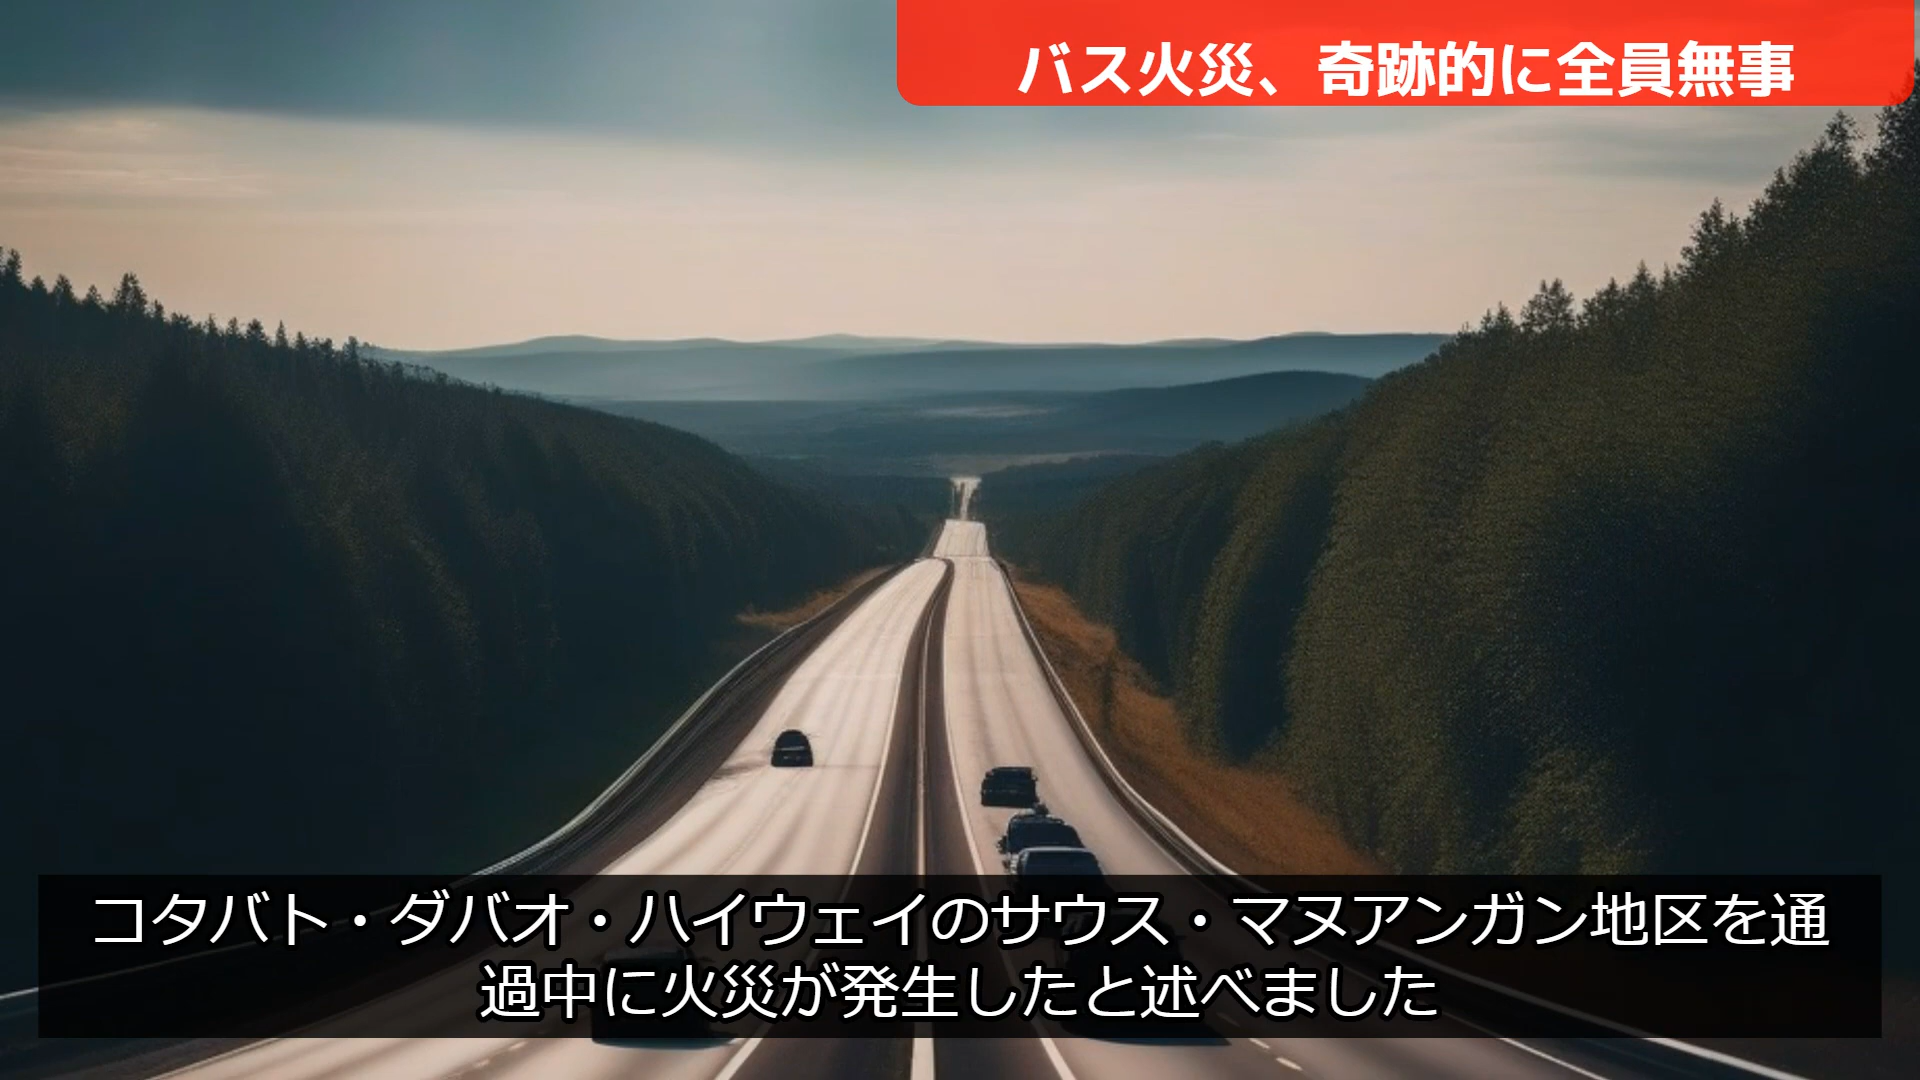 バス火災、奇跡的に全員無事
コタバト・ダバオ・ハイウェイのサウス・マヌアンガン地区を通
過中に火災が発生したと述べました